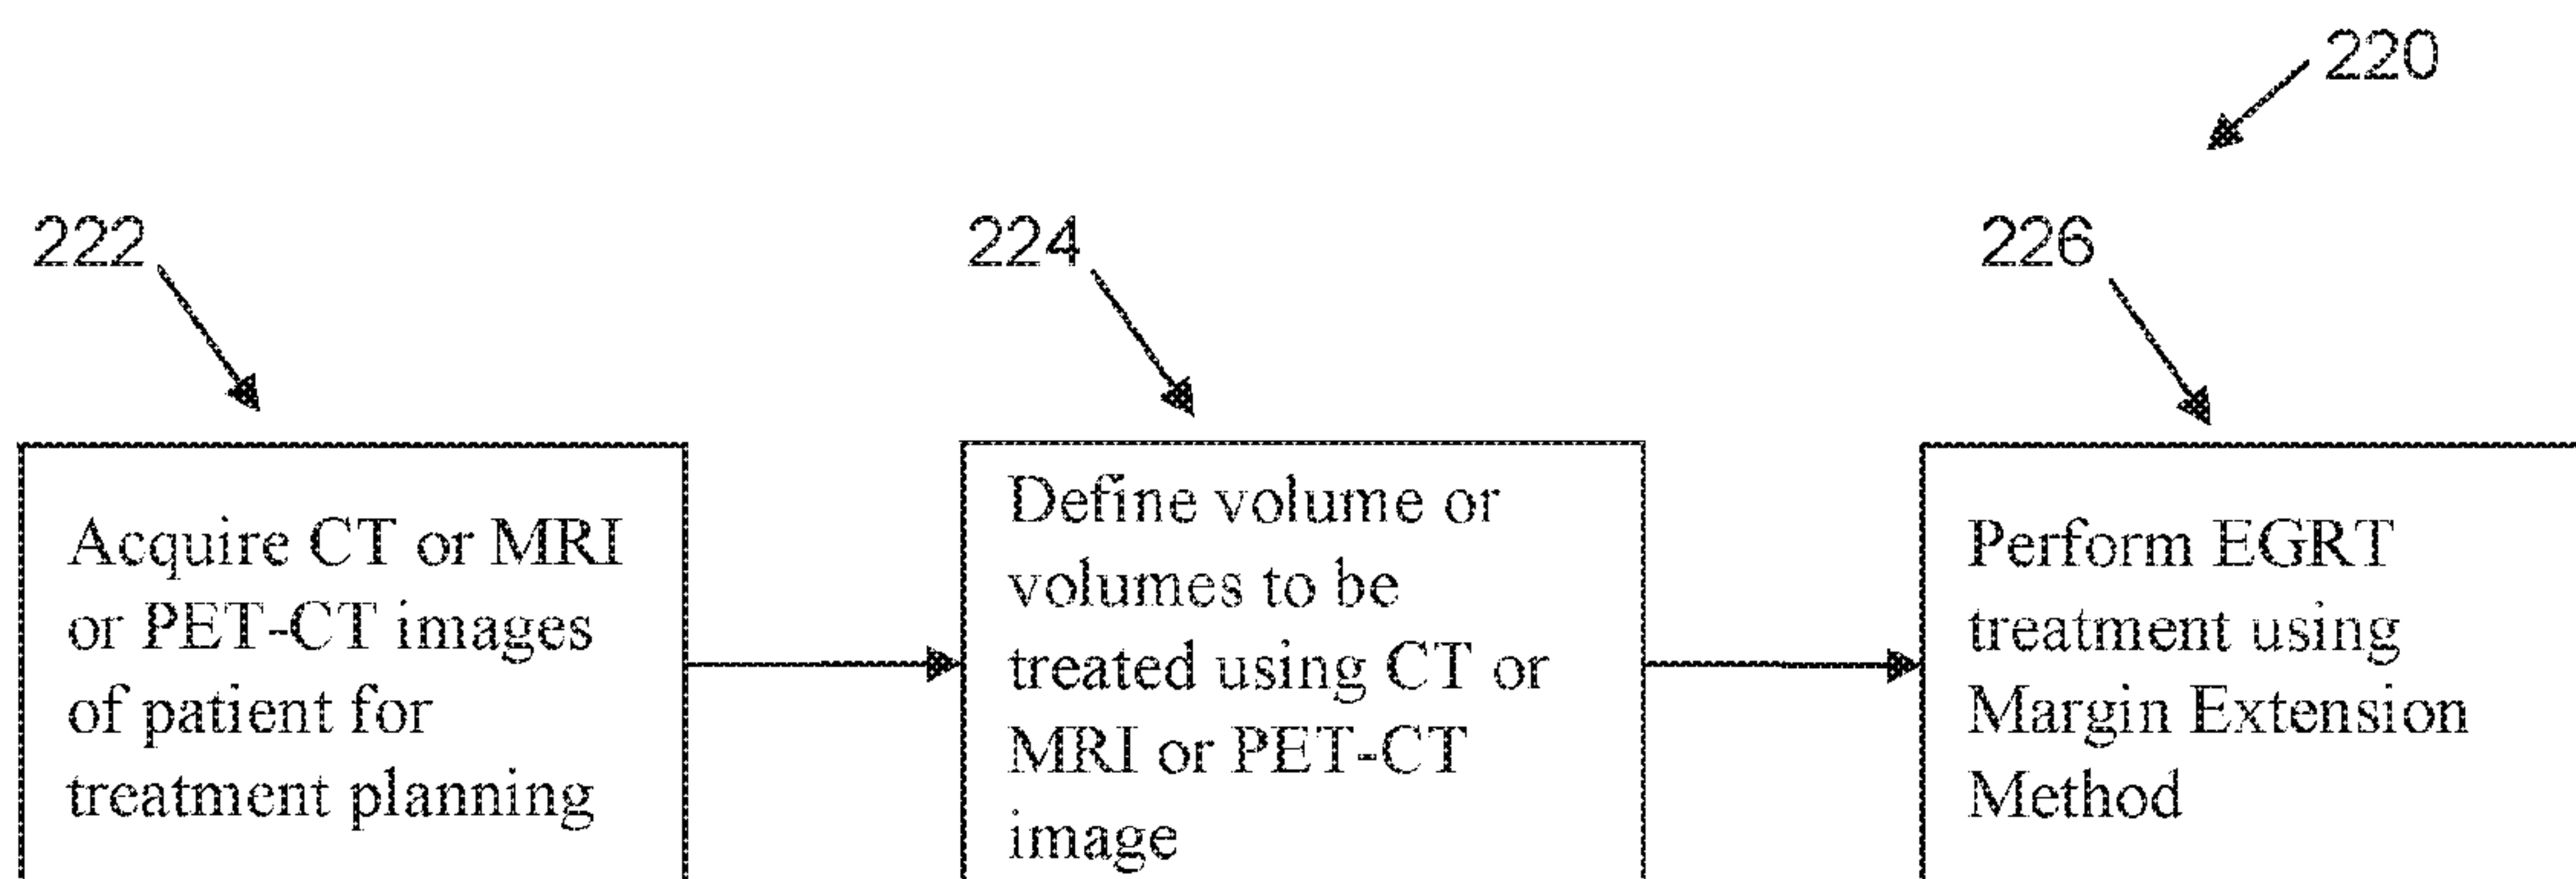 220
222
224
226
Acquire CT or MRI
or PET-CT images
of patient for
treatment planning
Define volume or
volumes to be
treated using CT or
MRI or PET-CT
image
Perform EGRT
treatment using
Margin Extension
Method